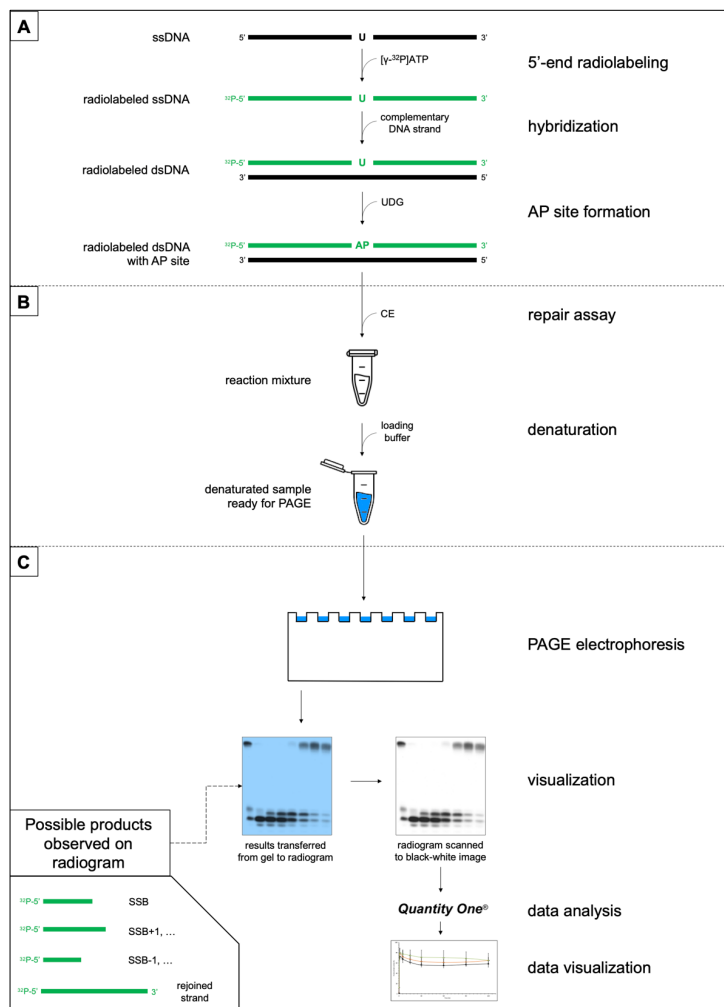 A
ssDNA
5'
U
3'
[γ-³²P]ATP
5'-end radiolabeling
radiolabeled ssDNA
³²P-5'
U
3'
complementary
DNA strand
hybridization
radiolabeled dsDNA
³²P-5'
U
3'
3'
5'
UDG
AP site formation
radiolabeled dsDNA
with AP site
³²P-5'
AP
3'
3'
5'
B
CE
repair assay
reaction mixture
loading
buffer
denaturation
denatured sample
ready for PAGE
C
PAGE electrophoresis
visualization
results transferred
from gel to radiogram
radiogram scanned
to black-white image
Possible products
observed on
radiogram
Quantity One®
data analysis
data visualization
³²P-5'
SSB
³²P-5'
SSB+1, ...
³²P-5'
SSB-1, ...
³²P-5'
3'
rejoined
strand